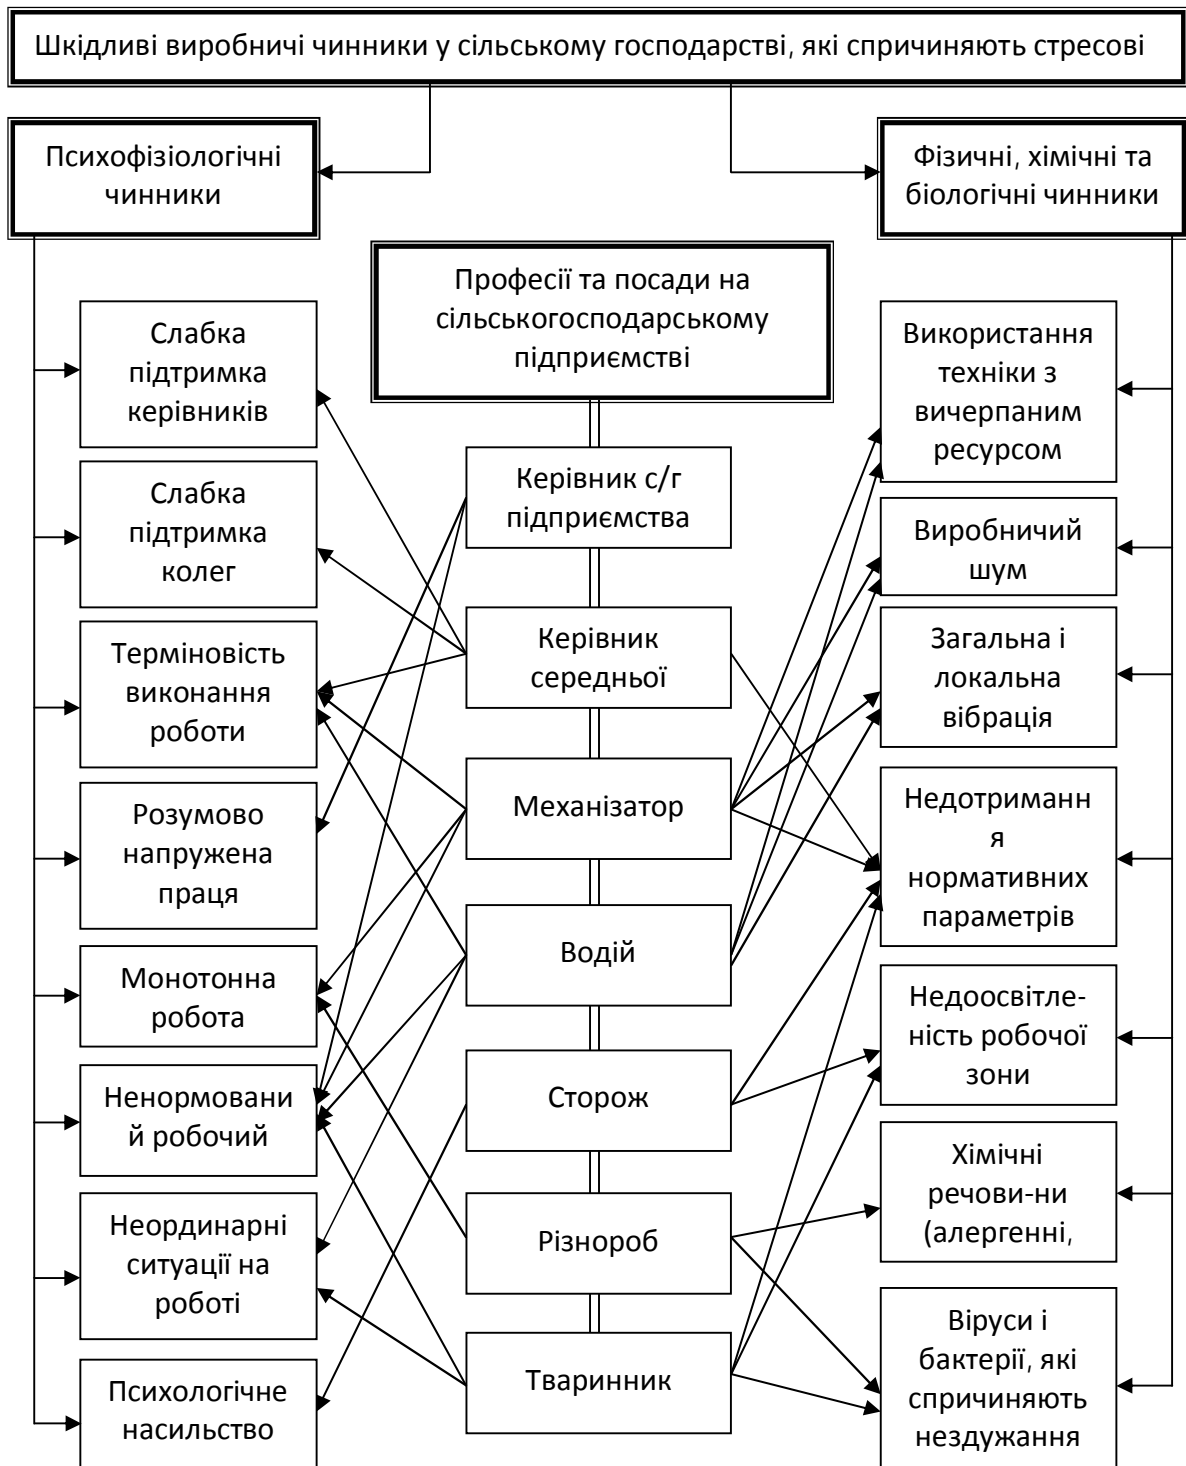 Шкідливі виробничі чинники у сільському господарстві, які спричиняють стресові
Психофізіологічні
чинники
Фізичні, хімічні та
біологічні чинники
Професії та посади на
сільськогосподарському
підприємстві
Слабка
підтримка
керівників
Слабка
підтримка
колег
Терміновість
виконання
роботи
Розумово
напружена
праця
Монотонна
робота
Ненормовани
й робочий
Неординарні
ситуації на
роботі
Психологічне
насильство
Керівник с/г
підприємства
Керівник
середньої
Механізатор
Водій
Сторож
Різнороб
Тваринник
Використання
техніки з
вичерпаним
ресурсом
Виробничий
шум
Загальна і
локальна
вібрація
Недотриманн
я
нормативних
параметрів
Недоосвітле-
ність робочої
зони
Хімічні
речови-ни
(алергенні,
Віруси і
бактерії, які
спричиняють
нездужання